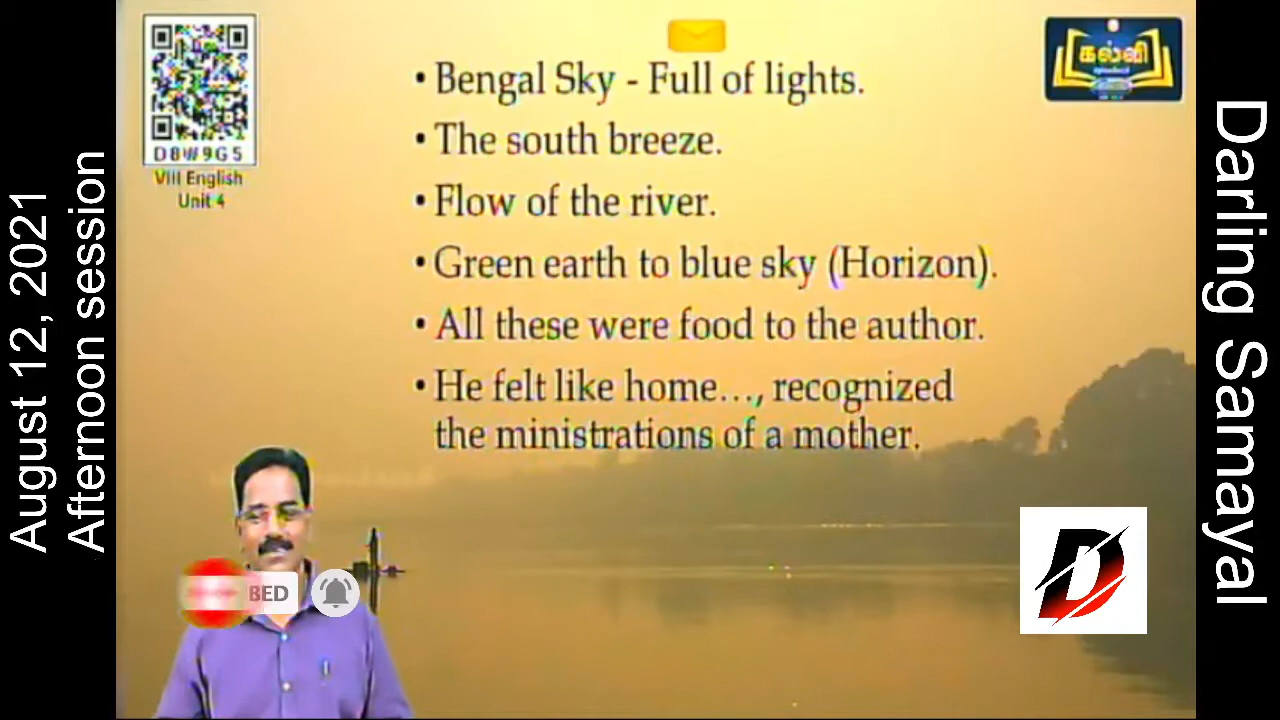 August 12, 2021
Afternoon session
D8W9G5
VIII English
Unit 4
• Bengal Sky - Full of lights.
• The south breeze.
• Flow of the river.
• Green earth to blue sky (Horizon).
• All these were food to the author.
• He felt like home…, recognized
the ministrations of a mother.
BED
கல்வி
D
Darling Samayal